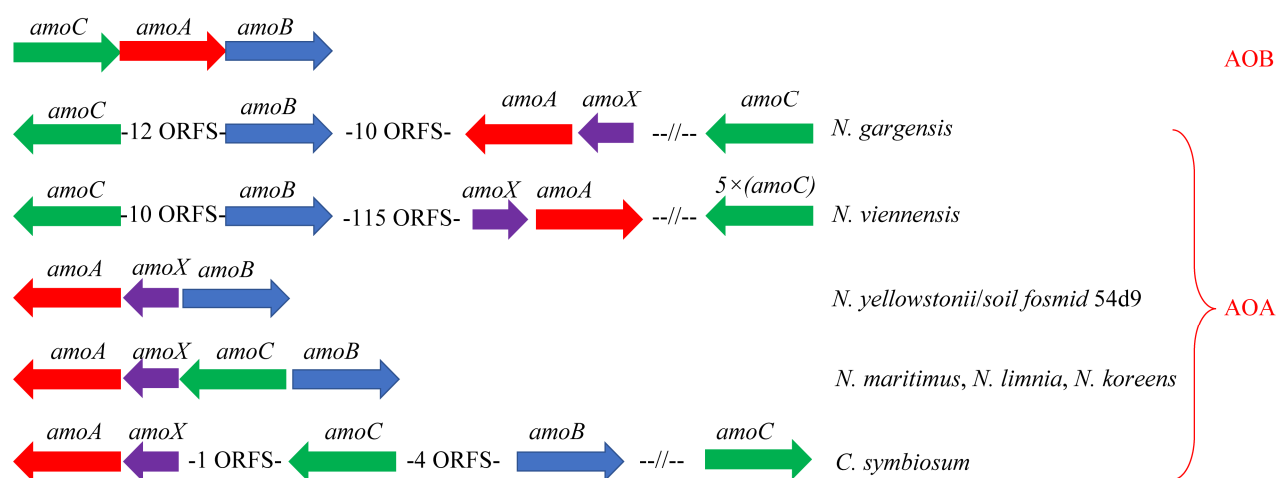 amoC amoA amoB
AOB
amoC -12 ORFS- amoB -10 ORFS- amoA amoX --//-- amoC N. gargensis
amoC -10 ORFS- amoB -115 ORFS- amoX amoA --//-- 5×(amoC) N. viennensis
amoA amoX amoB N. yellowstonii/soil fosmid 54d9
AOA
amoA amoX amoC amoB N. maritimus, N. limnia, N. koreens
amoA amoX -1 ORFS- amoC -4 ORFS- amoB --//-- amoC C. symbiosum